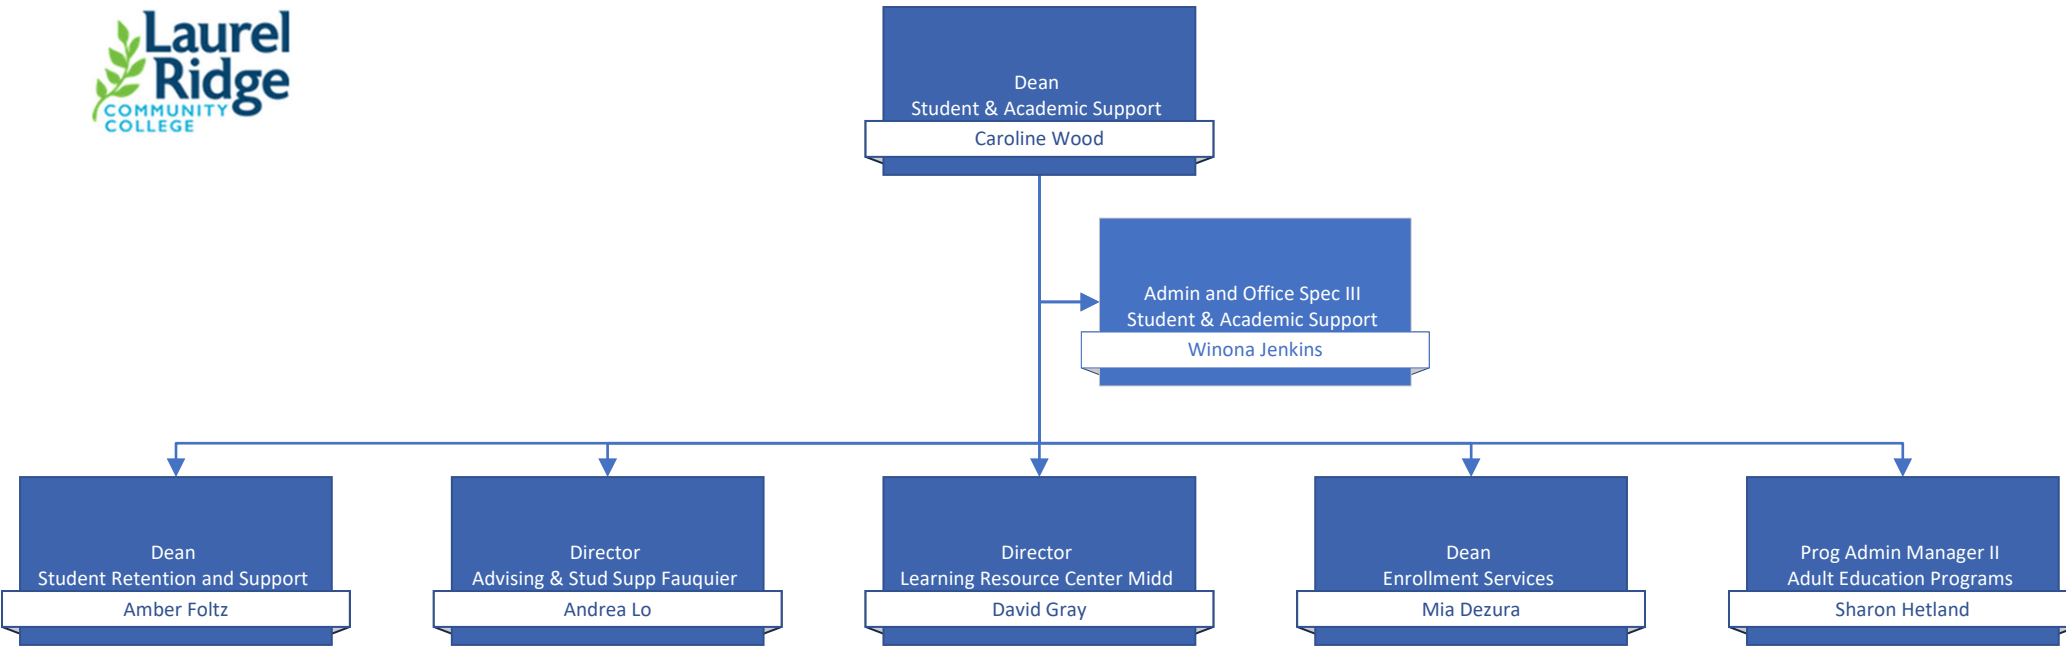 Laurel
Ridge
COMMUNITY
COLLEGE
Dean
Student & Academic Support
Caroline Wood
Admin and Office Spec III
Student & Academic Support
Winona Jenkins
Dean
Student Retention and Support
Amber Foltz
Director
Advising & Stud Supp Fauquier
Andrea Lo
Director
Learning Resource Center Midd
David Gray
Dean
Enrollment Services
Mia Dezura
Prog Admin Manager II
Adult Education Programs
Sharon Hetland